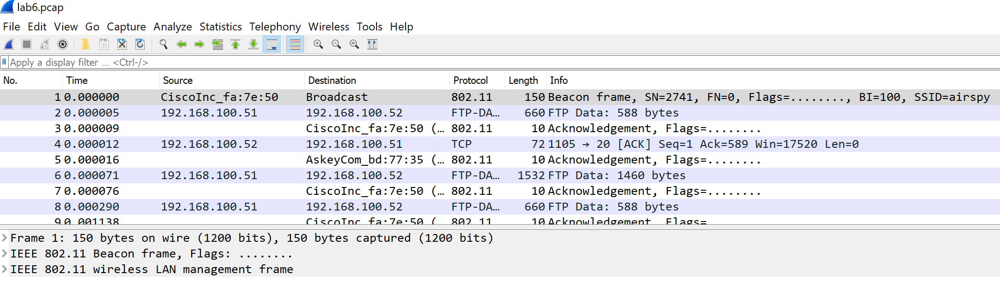 lab6.pcap
File Edit View Go Capture Analyze Statistics Telephony Wireless Tools Help
Apply a display filter ... <Ctrl-/>
No. Time Source Destination Protocol Length Info
1 0.000000 CiscoInc_fa:7e:50 Broadcast 802.11 150 Beacon frame, SN=2741, FN=0, Flags=........, BI=100, SSID=airspy
2 0.000005 192.168.100.51 192.168.100.52 FTP-DA… 660 FTP Data: 588 bytes
3 0.000009 CiscoInc_fa:7e:50 (… 802.11 10 Acknowledgement, Flags=........
4 0.000012 192.168.100.52 192.168.100.51 TCP 72 1105 → 20 [ACK] Seq=1 Ack=589 Win=17520 Len=0
5 0.000016 AskeyCom_bd:77:35 (… 802.11 10 Acknowledgement, Flags=........
6 0.000071 192.168.100.51 192.168.100.52 FTP-DA… 1532 FTP Data: 1460 bytes
7 0.000076 CiscoInc_fa:7e:50 (… 802.11 10 Acknowledgement, Flags=........
8 0.000290 192.168.100.51 192.168.100.52 FTP-DA… 660 FTP Data: 588 bytes
9 0.001138 CiscoInc_fa:7e:50 ( 802.11 10 Acknowledgement, Flags=
Frame 1: 150 bytes on wire (1200 bits), 150 bytes captured (1200 bits)
IEEE 802.11 Beacon frame, Flags: ........
IEEE 802.11 wireless LAN management frame